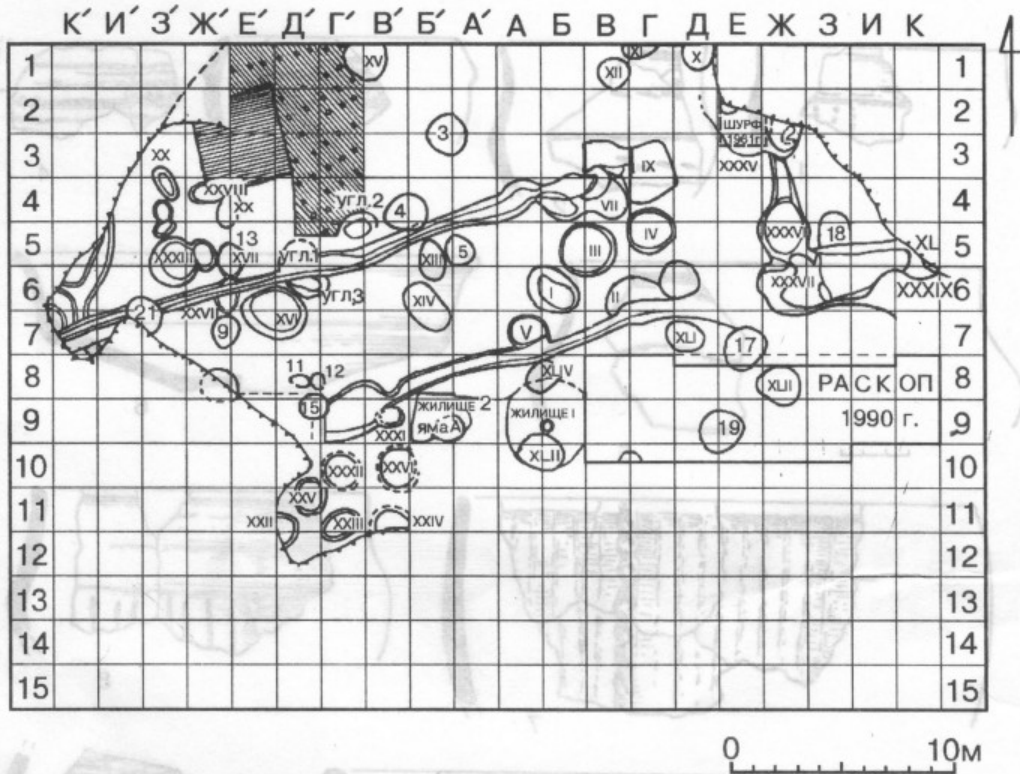 К′ И′ З′ Ж′ Е′ Д′ Г′ В′ Б′ А′ А Б В Г Д Е Ж З И К
1 XV XII XI X 1
2 ШУРФ 2
3 XX 3 IX 1961г. 2 3
XXXV
4 XXVIII XX угл.2 4 VII 4
5 XXXIII 13 XVII угл.1 XIII 5 III IV XXXVI 18 XL 5
6 угл.3 XIV I II XXXVII XXXIX 6
7 21 XXVI 9 XVI V XLI 17 7
8 11 12 XLIV XLII РАСКОП 8
9 15 XXXI ЖИЛИЩЕ 2 ЖИЛИЩЕ I 19 1990 г. 9
ямаА
10 XXXII XXVI XLII 10
11 XXV XXII XXIII XXIV 11
12 12
13 13
14 14
15 15
0 10м